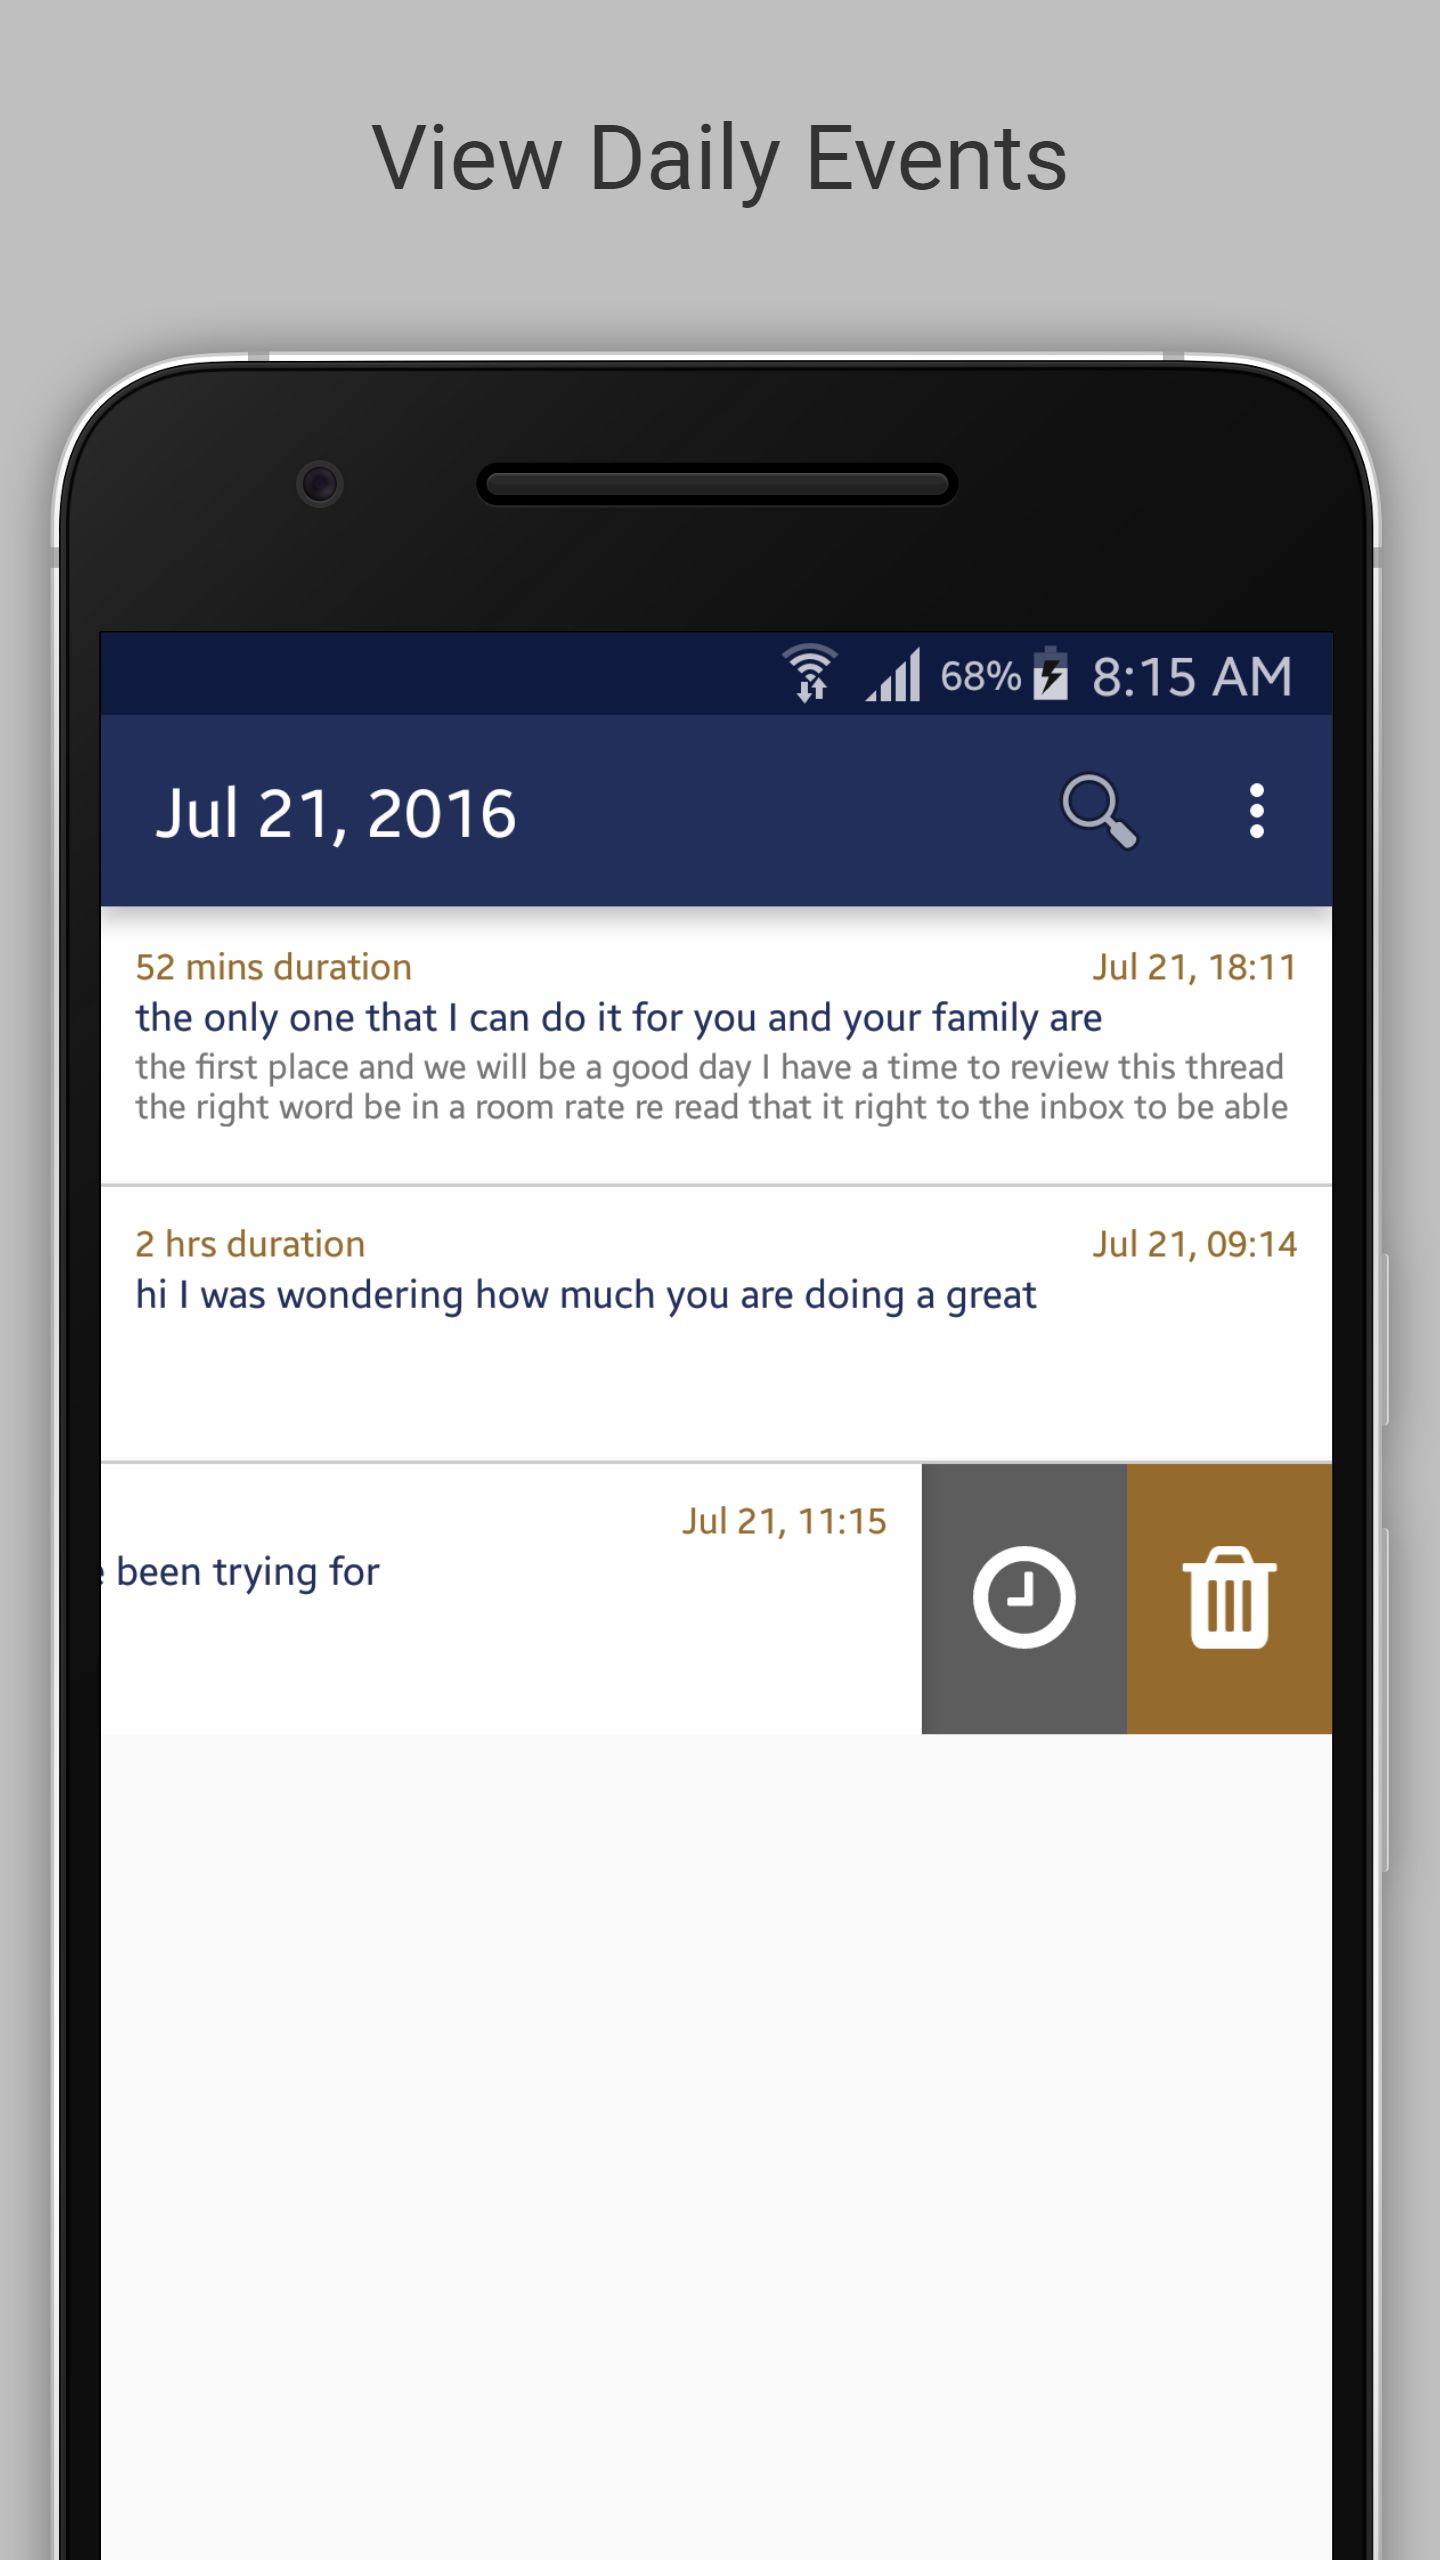 View Daily Events
68% 8:15 AM
Jul 21, 2016
52 mins duration Jul 21, 18:11
the only one that I can do it for you and your family are
the first place and we will be a good day I have a time to review this thread
the right word be in a room rate re read that it right to the inbox to be able
2 hrs duration Jul 21, 09:14
hi I was wondering how much you are doing a great
Jul 21, 11:15
been trying for